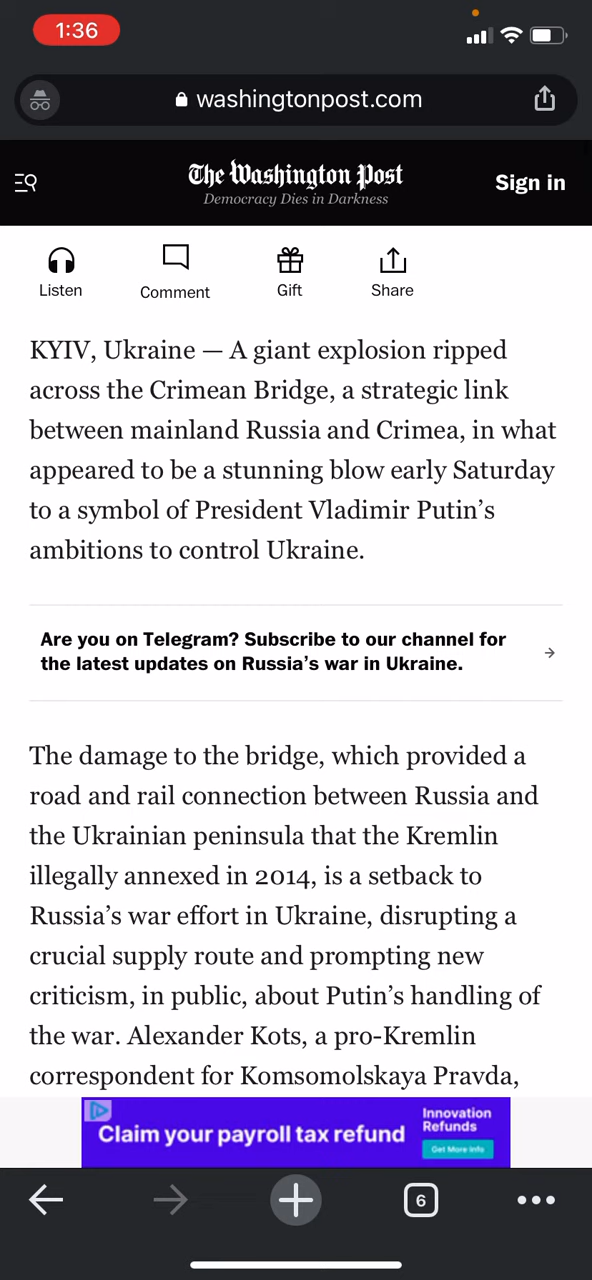 1:36
washingtonpost.com
The Washington Post
Democracy Dies in Darkness
Sign in
Listen
Comment
Gift
Share
KYIV, Ukraine — A giant explosion ripped
across the Crimean Bridge, a strategic link
between mainland Russia and Crimea, in what
appeared to be a stunning blow early Saturday
to a symbol of President Vladimir Putin’s
ambitions to control Ukraine.
Are you on Telegram? Subscribe to our channel for
the latest updates on Russia’s war in Ukraine.
The damage to the bridge, which provided a
road and rail connection between Russia and
the Ukrainian peninsula that the Kremlin
illegally annexed in 2014, is a setback to
Russia’s war effort in Ukraine, disrupting a
crucial supply route and prompting new
criticism, in public, about Putin’s handling of
the war. Alexander Kots, a pro-Kremlin
correspondent for Komsomolskaya Pravda,
Claim your payroll tax refund
Innovation
Refunds
Get More Info
6